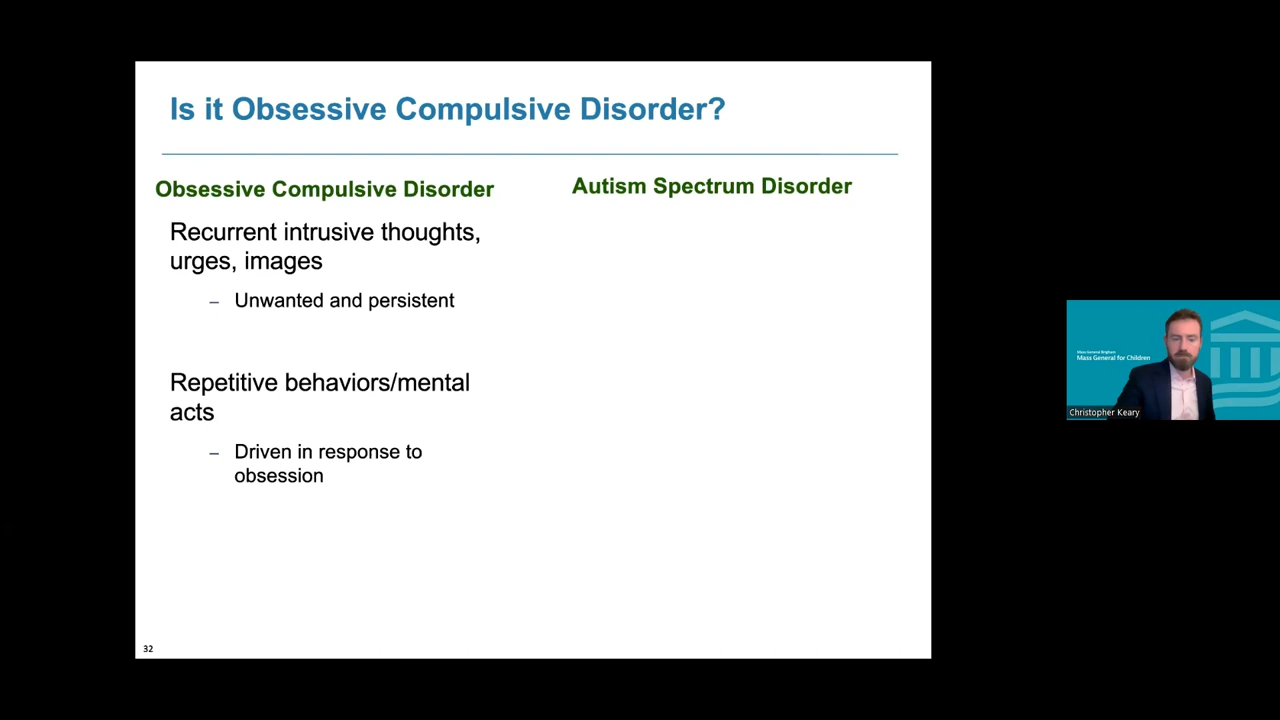 Is it Obsessive Compulsive Disorder?
Obsessive Compulsive Disorder
Recurrent intrusive thoughts,
urges, images
– Unwanted and persistent
Repetitive behaviors/mental
acts
– Driven in response to
obsession
Autism Spectrum Disorder
32
Mass General Brigham
Mass General for Children
Christopher Keary